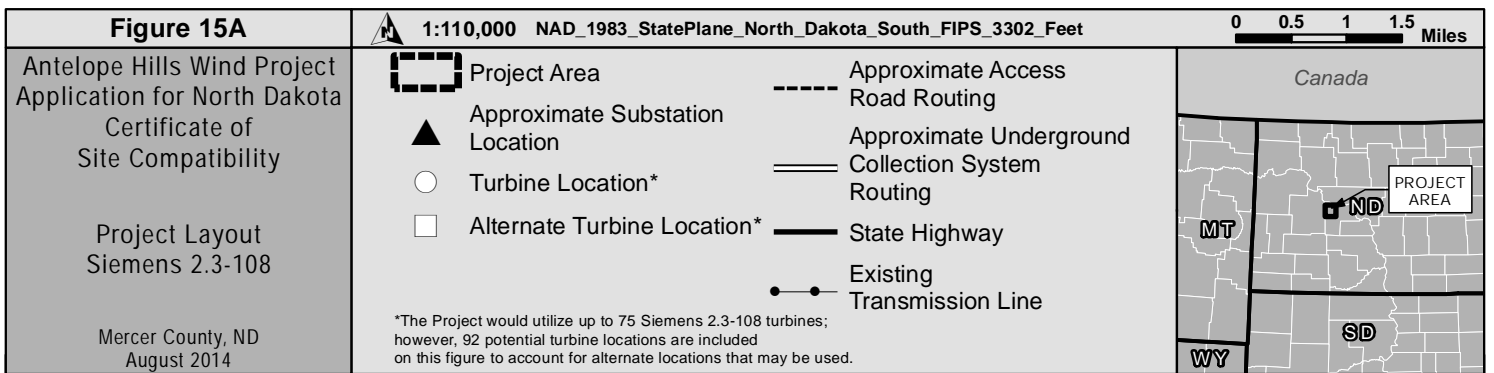 Figure 15A
Antelope Hills Wind Project
Application for North Dakota
Certificate of
Site Compatibility
Project Layout
Siemens 2.3-108
Mercer County, ND
August 2014
N
1:110,000 NAD_1983_StatePlane_North_Dakota_South_FIPS_3302_Feet
Project Area
Approximate Substation
Location
Turbine Location*
Alternate Turbine Location*
Approximate Access
Road Routing
Approximate Underground
Collection System
Routing
State Highway
Existing
Transmission Line
*The Project would utilize up to 75 Siemens 2.3-108 turbines;
however, 92 potential turbine locations are included
on this figure to account for alternate locations that may be used.
0 0.5 1 1.5
Miles
Canada
PROJECT
AREA
ND
MT
SD
WY